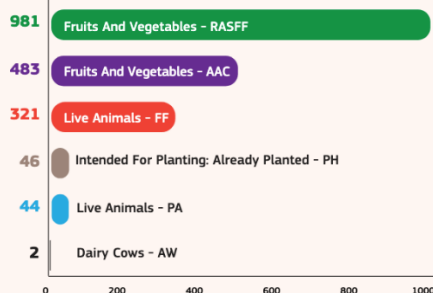 981 Fruits And Vegetables - RASFF
483 Fruits And Vegetables - AAC
321 Live Animals - FF
46 Intended For Planting: Already Planted - PH
44 Live Animals - PA
2 Dairy Cows - AW
0 200 400 600 800 1000